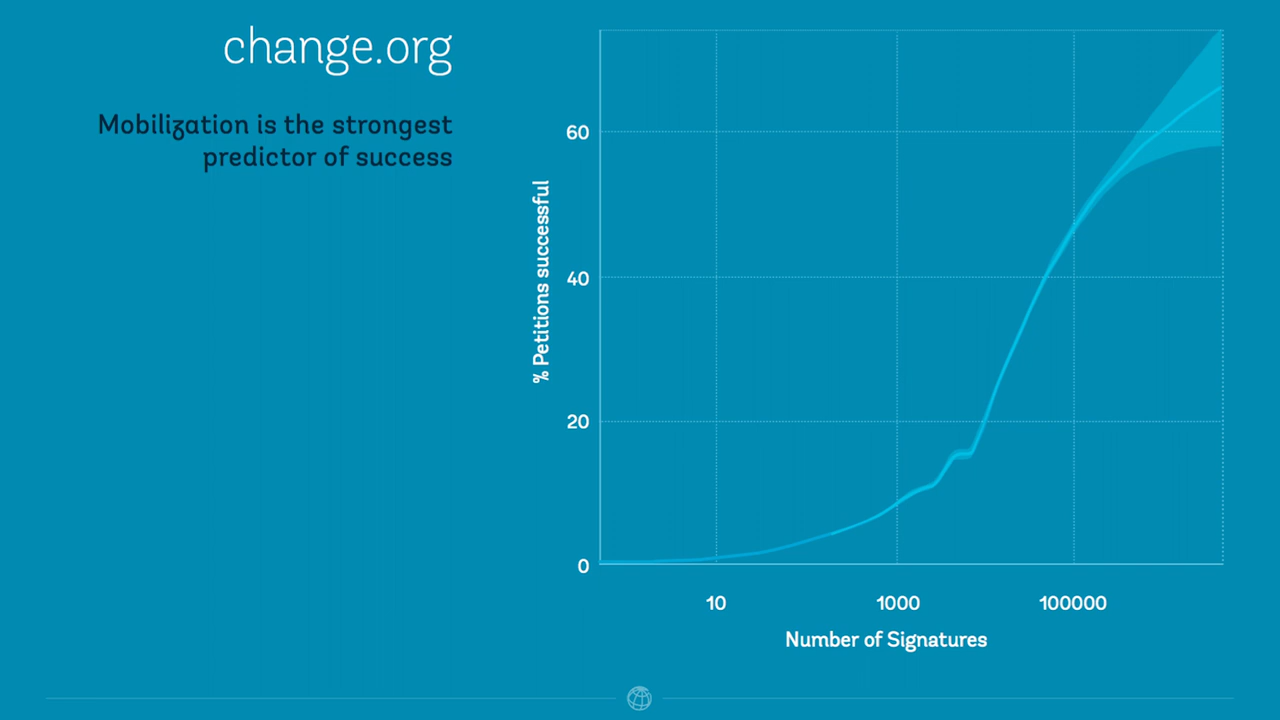 change.org
Mobilization is the strongest
predictor of success
% Petitions successful
60
40
20
0
10
1000
100000
Number of Signatures